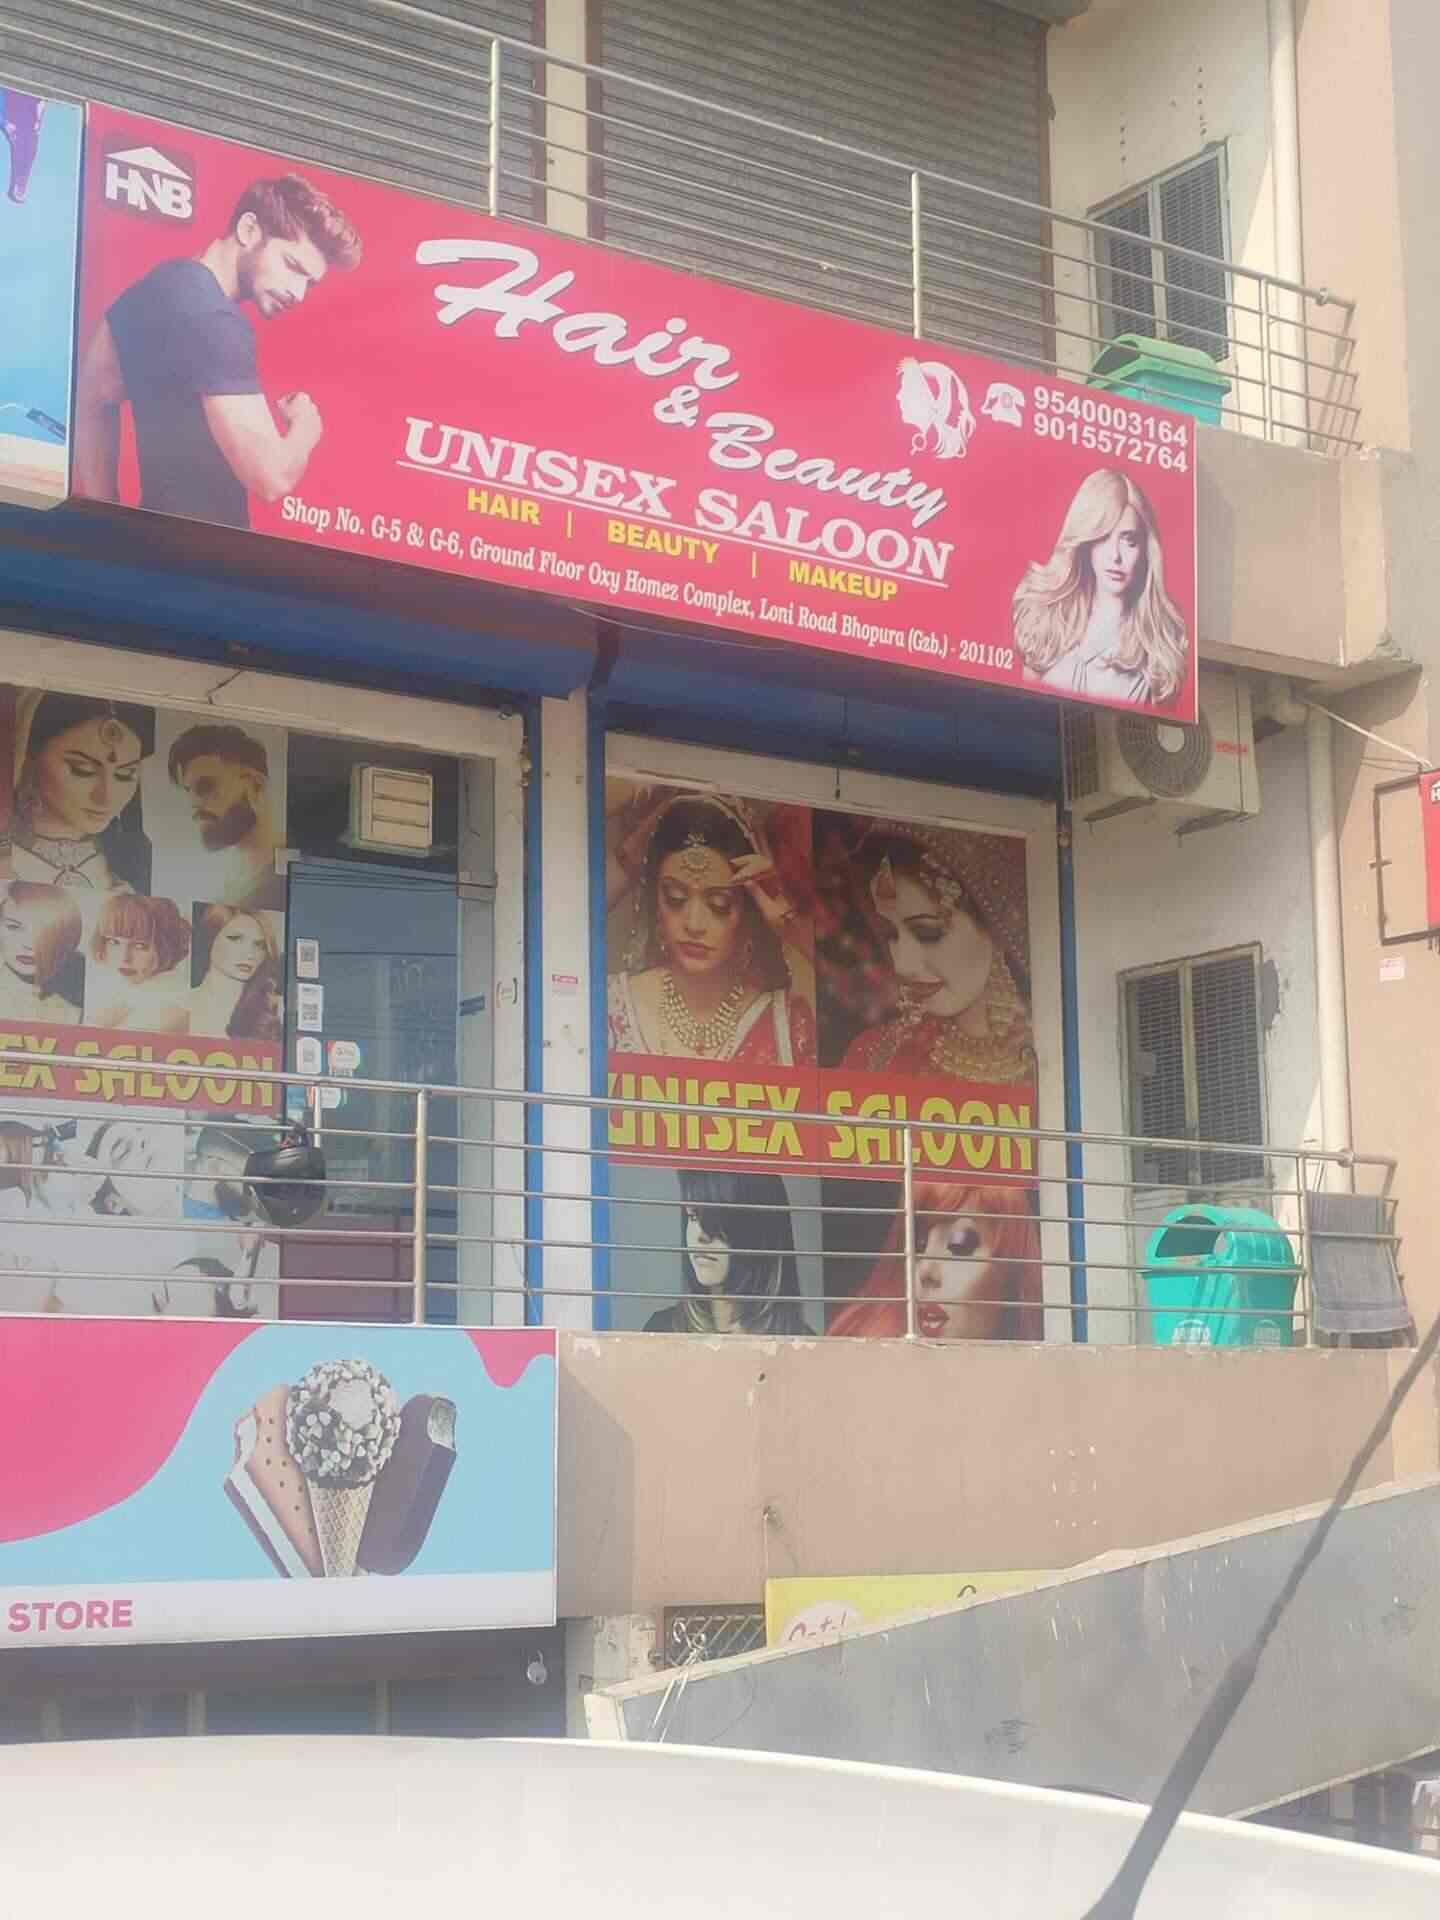 HNB
Hair
& Beauty
UNISEX SALOON
HAIR | BEAUTY | MAKEUP
Shop No. G-5 & G-6, Ground Floor Oxy Homez Complex, Loni Road Bhopura (Gzb.) - 201102
9540003164
9015572764
EX SALOON
UNISEX SALOON
STORE